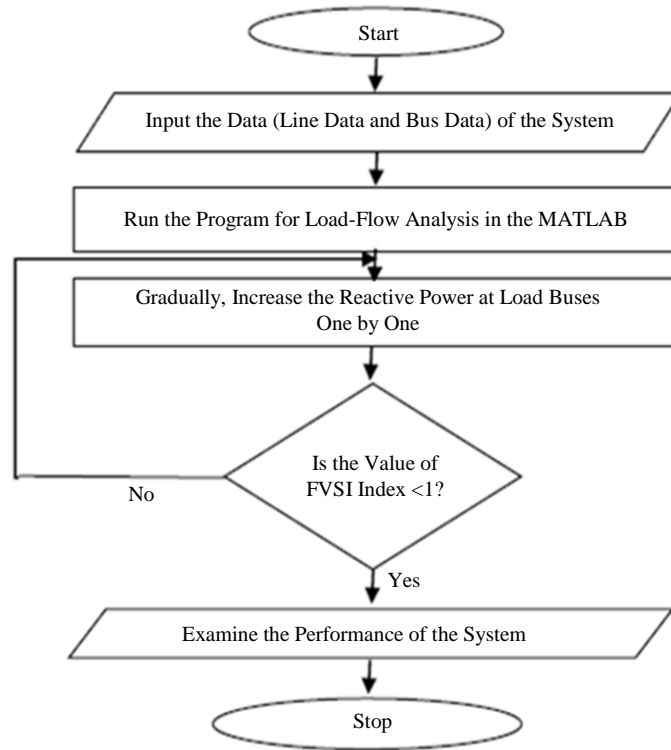 Start
Input the Data (Line Data and Bus Data) of the System
Run the Program for Load-Flow Analysis in the MATLAB
Gradually, Increase the Reactive Power at Load Buses
One by One
Is the Value of
FVSI Index <1?
No
Yes
Examine the Performance of the System
Stop